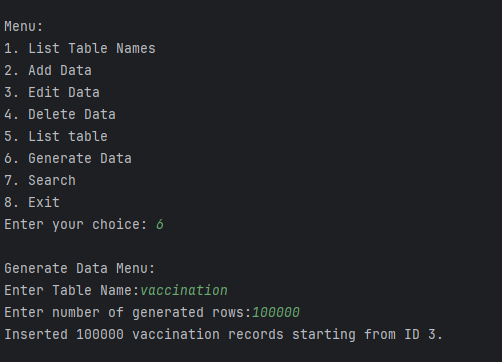 Menu:
1. List Table Names
2. Add Data
3. Edit Data
4. Delete Data
5. List table
6. Generate Data
7. Search
8. Exit
Enter your choice: 6
Generate Data Menu:
Enter Table Name:vaccination
Enter number of generated rows:100000
Inserted 100000 vaccination records starting from ID 3.